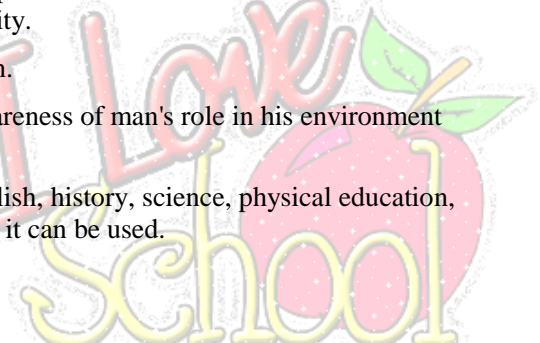 ity.
n.
areness of man's role in his environment
lish, history, science, physical education,
it can be used.
I Love
School